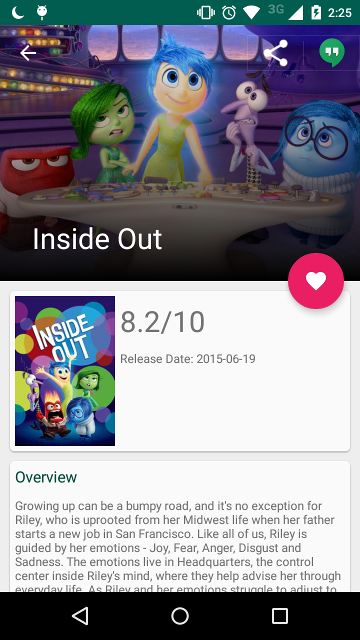 3G 2:25
Inside Out
8.2/10
INSIDE
OUT
Release Date: 2015-06-19
Overview
Growing up can be a bumpy road, and it's no exception for
Riley, who is uprooted from her Midwest life when her father
starts a new job in San Francisco. Like all of us, Riley is
guided by her emotions - Joy, Fear, Anger, Disgust and
Sadness. The emotions live in Headquarters, the control
center inside Riley's mind, where they help advise her through
everyday life. As Riley and her emotions struggle to adjust to